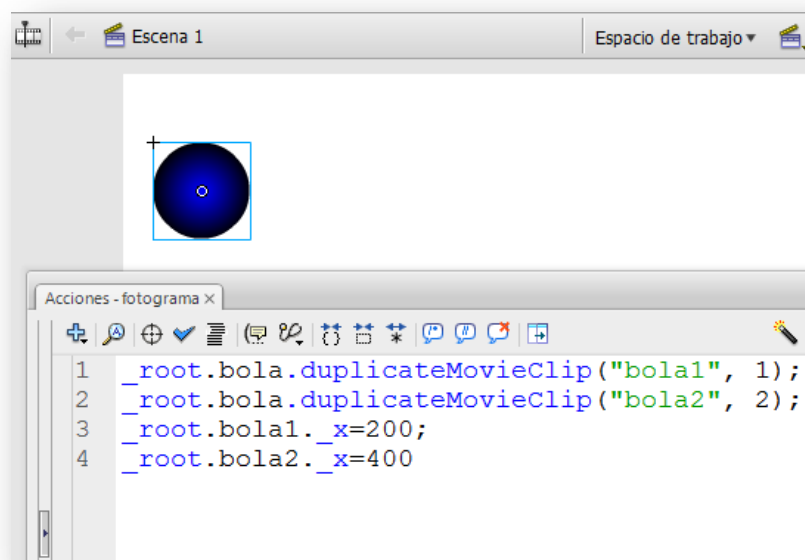 Escena 1
Espacio de trabajo
Acciones - fotograma
1 _root.bola.duplicateMovieClip("bola1", 1);
2 _root.bola.duplicateMovieClip("bola2", 2);
3 _root.bola1._x=200;
4 _root.bola2._x=400